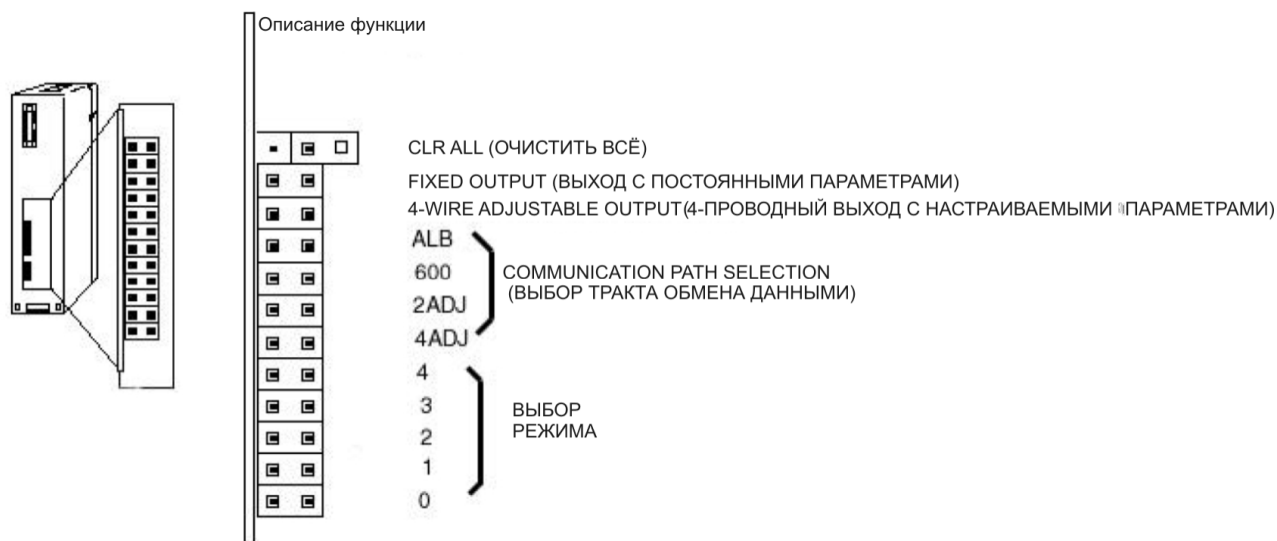 Описание функции
CLR ALL (ОЧИСТИТЬ ВСЁ)
FIXED OUTPUT (ВЫХОД С ПОСТОЯННЫМИ ПАРАМЕТРАМИ)
4-WIRE ADJUSTABLE OUTPUT(4-ПРОВОДНЫЙ ВЫХОД С НАСТРАИВАЕМЫМИ ПАРАМЕТРАМИ)
ALB
600
COMMUNICATION PATH SELECTION
(ВЫБОР ТРАКТА ОБМЕНА ДАННЫМИ)
2ADJ
4ADJ
4
3
ВЫБОР
РЕЖИМА
2
1
0